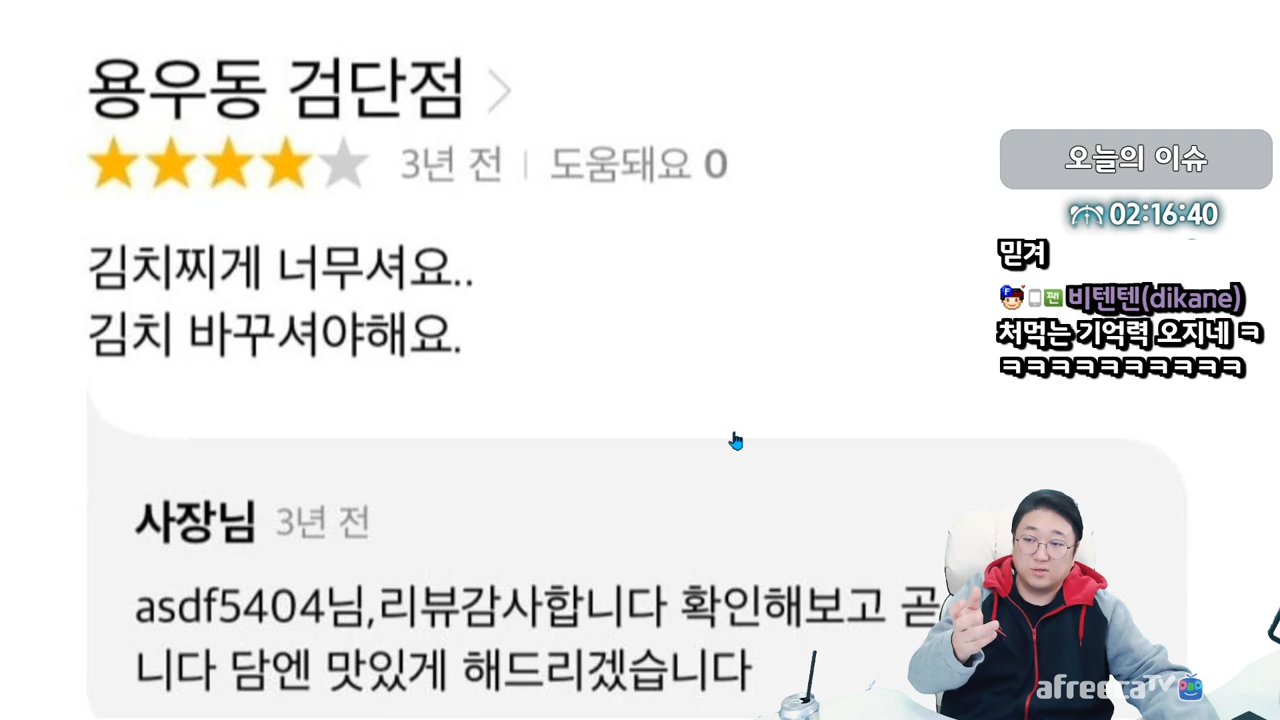 용우동 검단점
3년 전 | 도움돼요 0
김치찌게 너무셔요..
김치 바꾸셔야해요.
사장님 3년 전
asdf5404님,리뷰감사합니다 확인해보고 곧
니다 담엔 맛있게 해드리겠습니다
오늘의 이슈
02:16:40
믿겨
F 팬 비텐텐(dikane)
처먹는 기억력 오지네 ㅋ
ㅋㅋㅋㅋㅋㅋㅋㅋㅋㅋ
afreecaTV